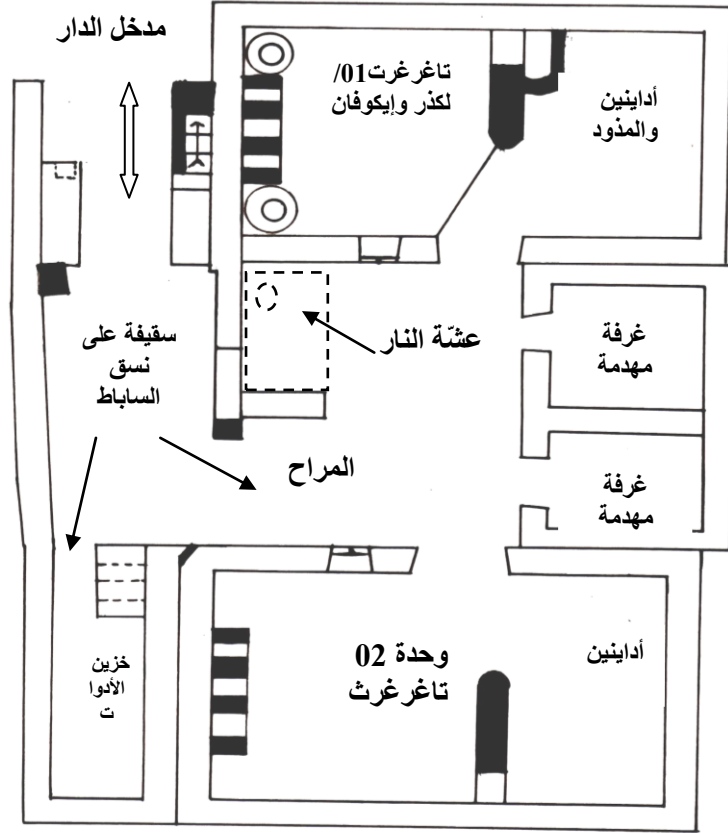 مدخل الدار
تاغرغرت01/
لكذر وإيكوفان
أداينين
والمذود
سقيفة على
نسق
الساباط
عشّة النار
غرفة
مهدمة
المراح
غرفة
مهدمة
خزين
الأدوا
ت
وحدة 02
تاغرغرث
أداينين